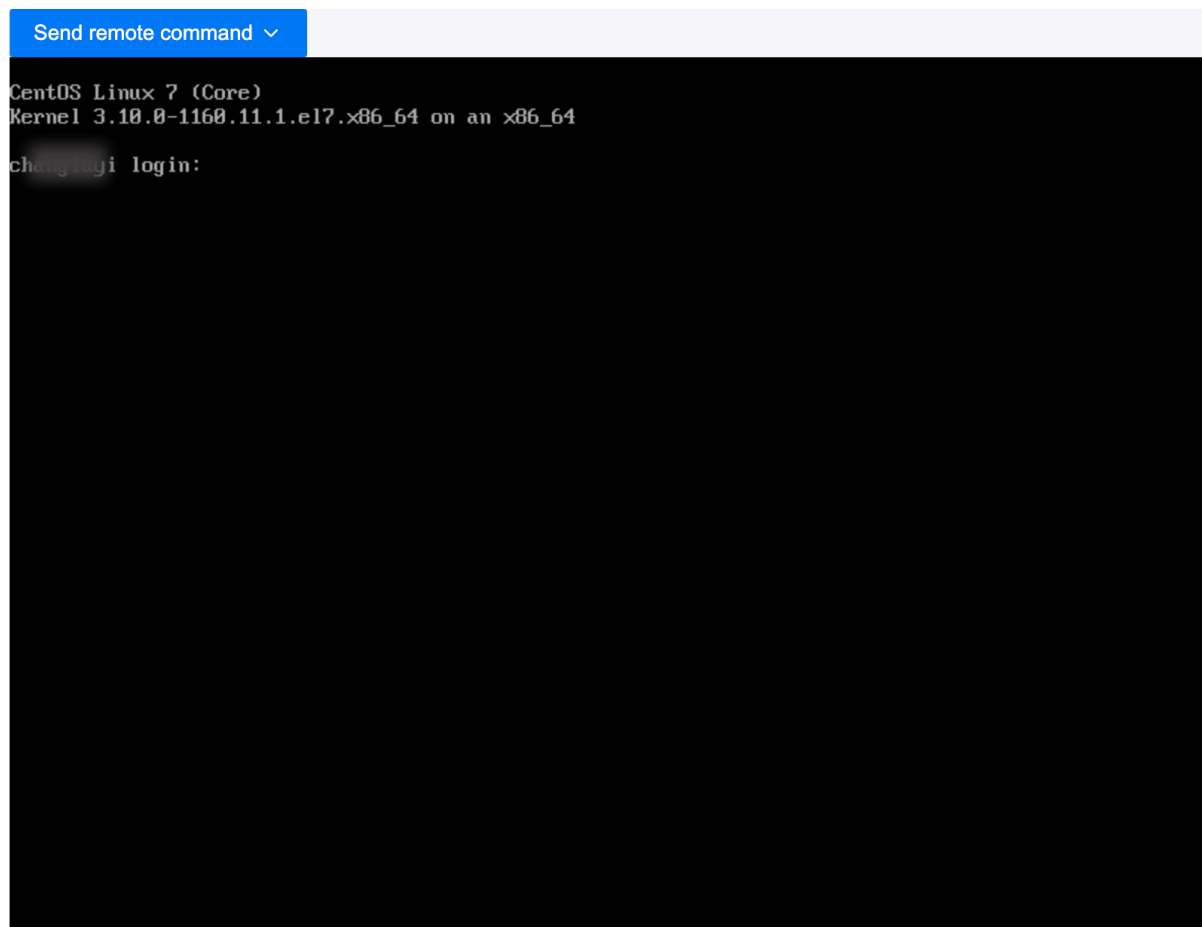 Send remote command
CentOS Linux 7 (Core)
Kernel 3.10.0-1160.11.1.el7.x86_64 on an x86_64
login: